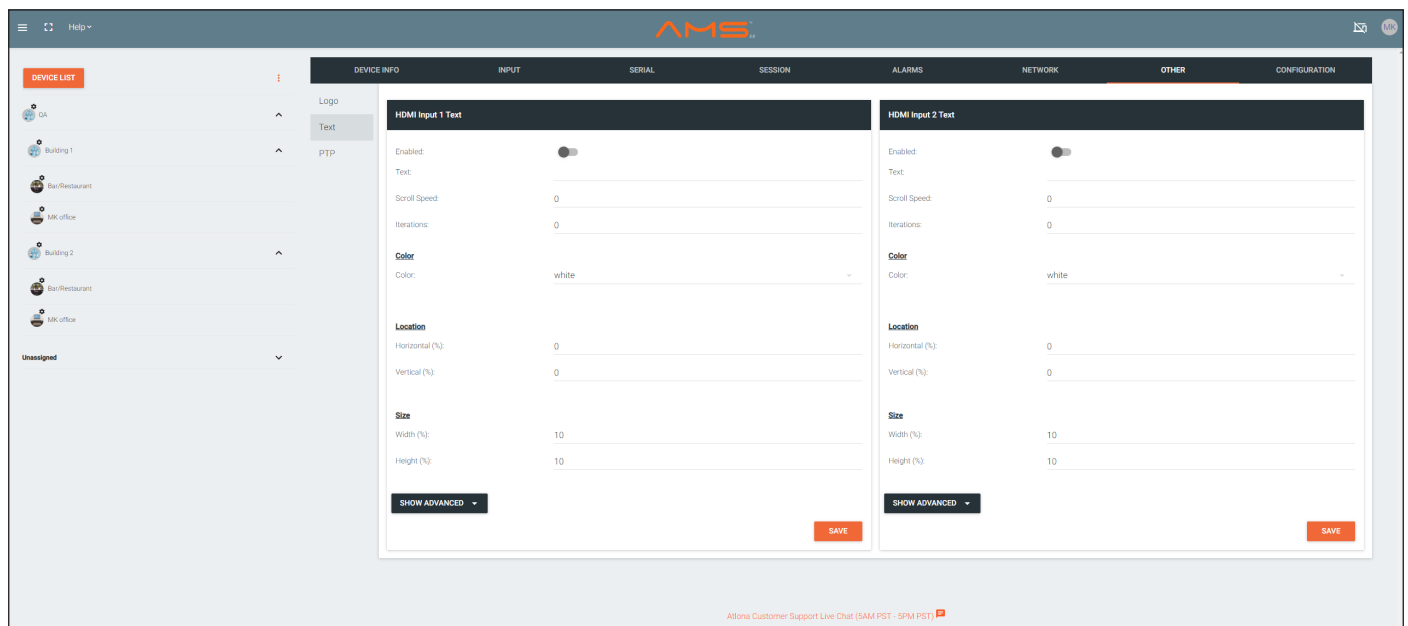 Help
AMS
MK
DEVICE LIST
DEVICE INFO INPUT SERIAL SESSION ALARMS NETWORK OTHER CONFIGURATION
QA
Building 1
Bar/Restaurant
MK office
Building 2
Bar/Restaurant
MK office
Unassigned
Logo
Text
PTP
HDMI Input 1 Text
Enabled:
Text:
Scroll Speed: 0
Iterations: 0
Color
Color: white
Location
Horizontal (%): 0
Vertical (%): 0
Size
Width (%): 10
Height (%): 10
SHOW ADVANCED
SAVE
HDMI Input 2 Text
Enabled:
Text:
Scroll Speed: 0
Iterations: 0
Color
Color: white
Location
Horizontal (%): 0
Vertical (%): 0
Size
Width (%): 10
Height (%): 10
SHOW ADVANCED
SAVE
Atlona Customer Support Live Chat (5AM PST - 5PM PST)